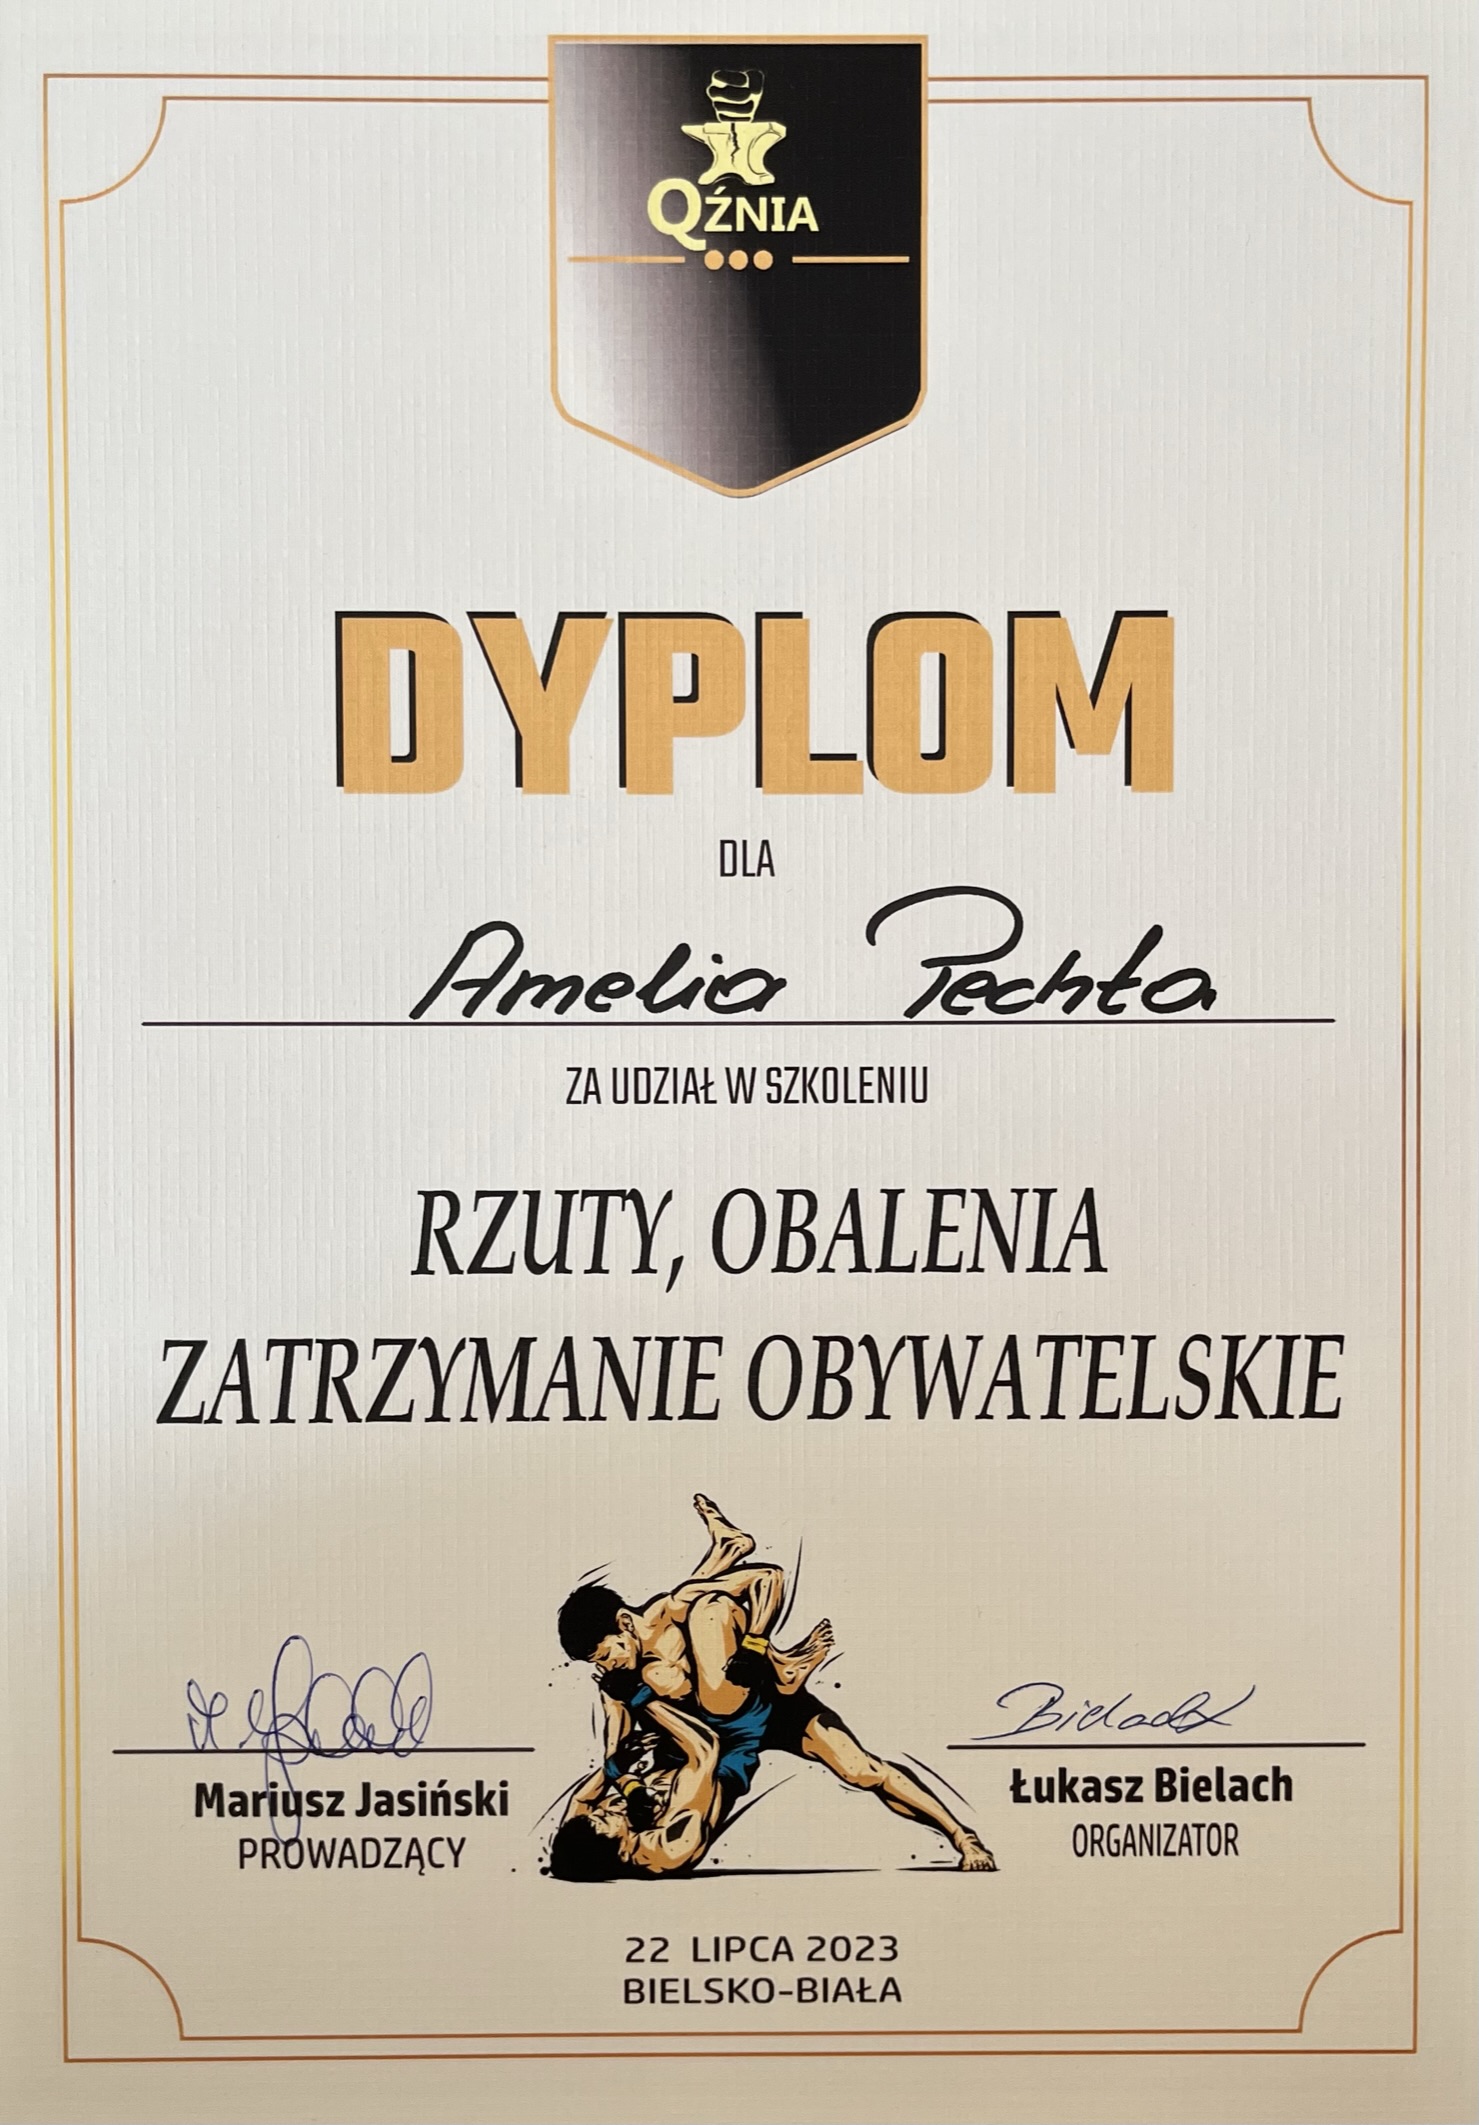 QŹNIA
DYPLOM
DLA
Amelia Pechta
ZA UDZIAŁ W SZKOLENIU
RZUTY, OBALENIA
ZATRZYMANIE OBYWATELSKIE
Bielach
Mariusz Jasiński
PROWADZĄCY
Łukasz Bielach
ORGANIZATOR
22 LIPCA 2023
BIELSKO-BIAŁA